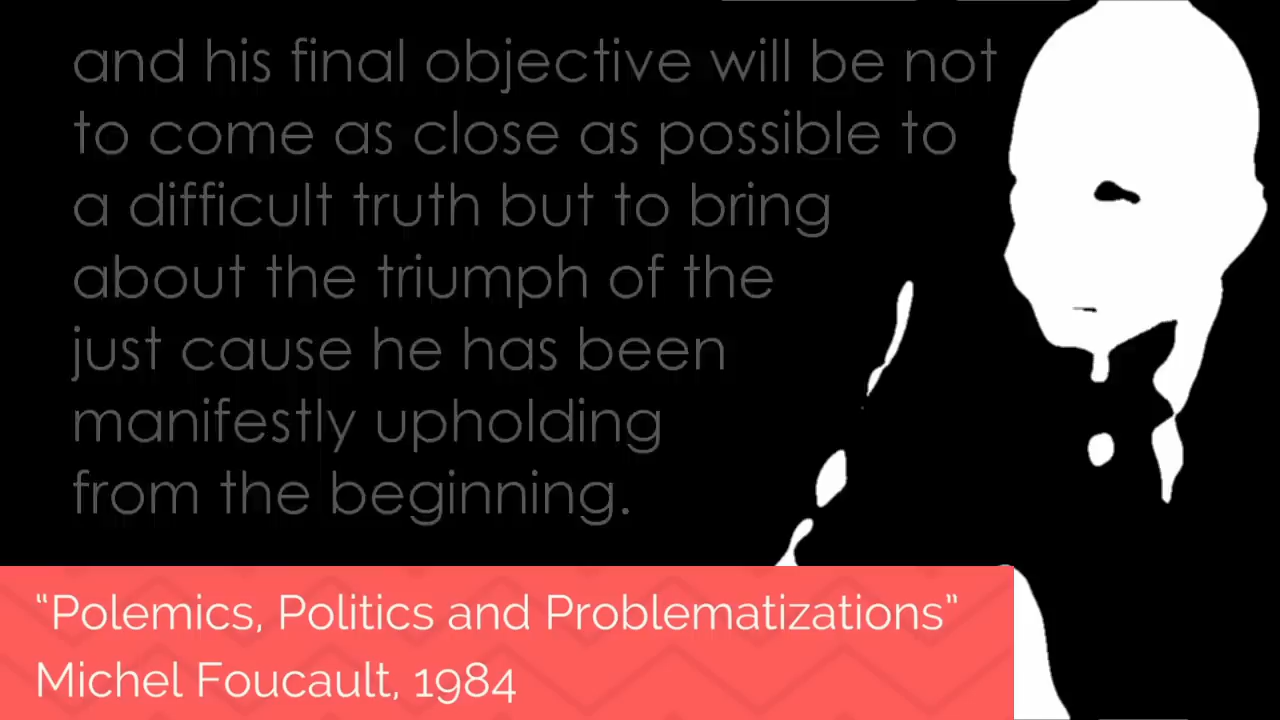 and his final objective will be not
to come as close as possible to
a difficult truth but to bring
about the triumph of the
just cause he has been
manifestly upholding
from the beginning.
“Polemics, Politics and Problematizations”
Michel Foucault, 1984